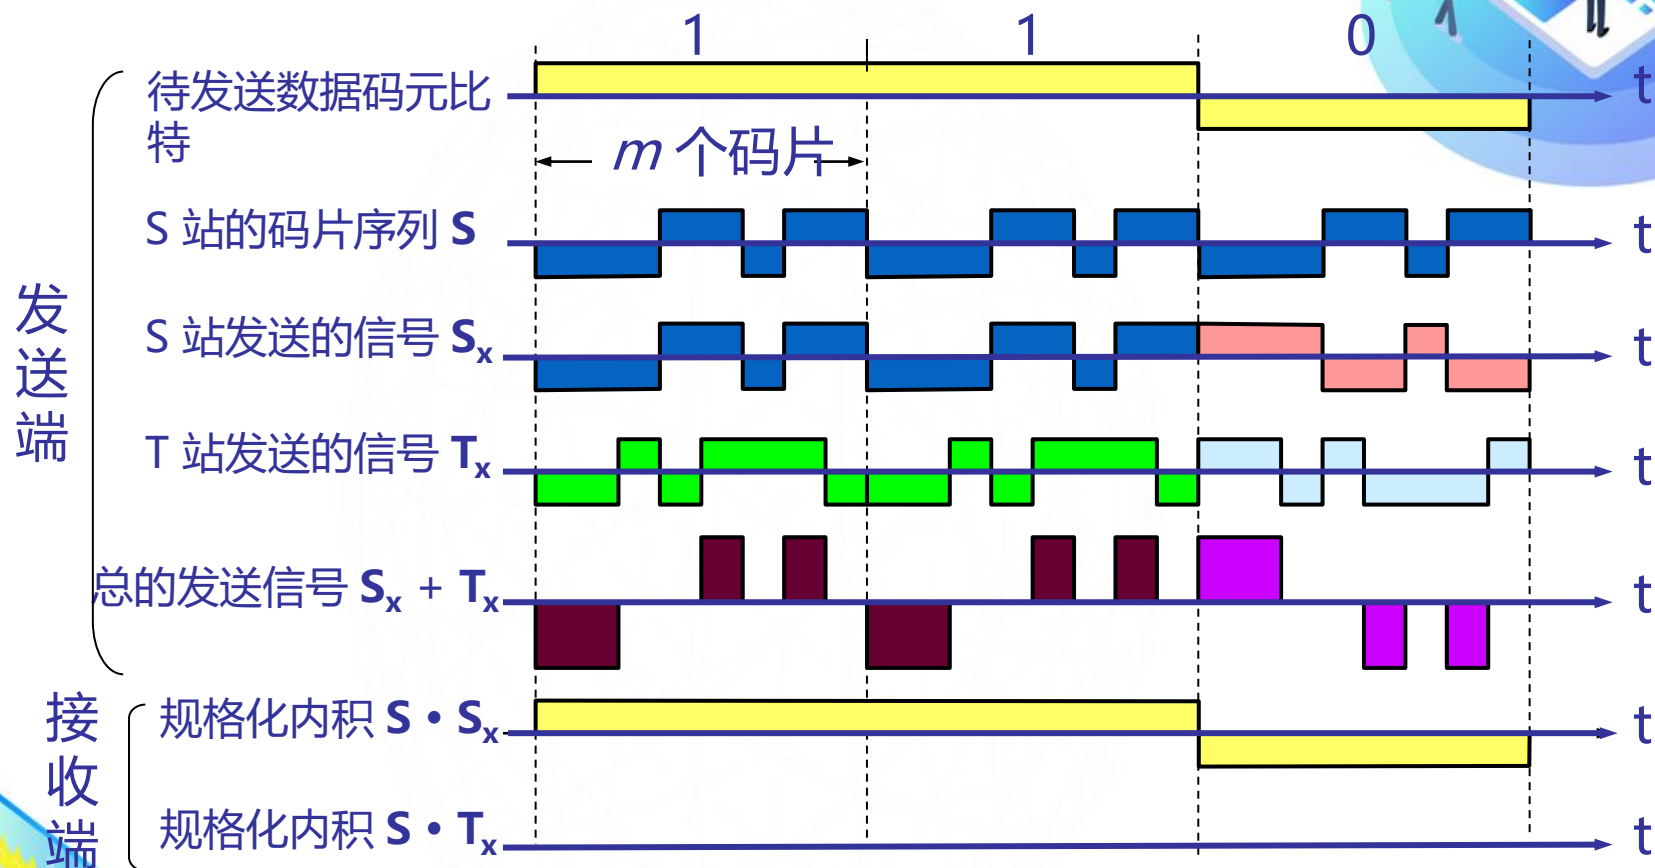 1 1 0
待发送数据码元比
特
t
m 个码片
S 站的码片序列 S
t
发送端
S 站发送的信号 Sx
t
T 站发送的信号 Tx
t
总的发送信号 Sx + Tx
t
接收端
规格化内积 S • Sx
t
规格化内积 S • Tx
t